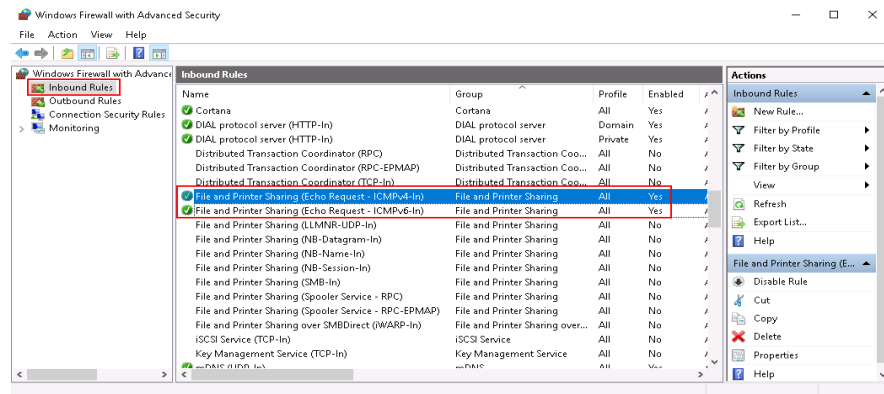 Windows Firewall with Advanced Security
File Action View Help
Windows Firewall with Advance
Inbound Rules
Outbound Rules
Connection Security Rules
Monitoring
Inbound Rules
Name Group Profile Enabled
Cortana Cortana All Yes
DIAL protocol server (HTTP-In) DIAL protocol server Domain Yes
DIAL protocol server (HTTP-In) DIAL protocol server Private Yes
Distributed Transaction Coordinator (RPC) Distributed Transaction Coo... All No
Distributed Transaction Coordinator (RPC-EPMAP) Distributed Transaction Coo... All No
Distributed Transaction Coordinator (TCP-In) Distributed Transaction Coo... All No
File and Printer Sharing (Echo Request - ICMPv4-In) File and Printer Sharing All Yes
File and Printer Sharing (Echo Request - ICMPv6-In) File and Printer Sharing All Yes
File and Printer Sharing (LLMNR-UDP-In) File and Printer Sharing All No
File and Printer Sharing (NB-Datagram-In) File and Printer Sharing All No
File and Printer Sharing (NB-Name-In) File and Printer Sharing All No
File and Printer Sharing (NB-Session-In) File and Printer Sharing All No
File and Printer Sharing (SMB-In) File and Printer Sharing All No
File and Printer Sharing (Spooler Service - RPC) File and Printer Sharing All No
File and Printer Sharing (Spooler Service - RPC-EPMAP) File and Printer Sharing All No
File and Printer Sharing over SMBDirect (iWARP-In) File and Printer Sharing over... All No
iSCSI Service (TCP-In) iSCSI Service All No
Key Management Service (TCP-In) Key Management Service All No
mDNS (UDP-In) mDNS All Yes
Actions
Inbound Rules
New Rule...
Filter by Profile
Filter by State
Filter by Group
View
Refresh
Export List...
Help
File and Printer Sharing (E...
Disable Rule
Cut
Copy
Delete
Properties
Help